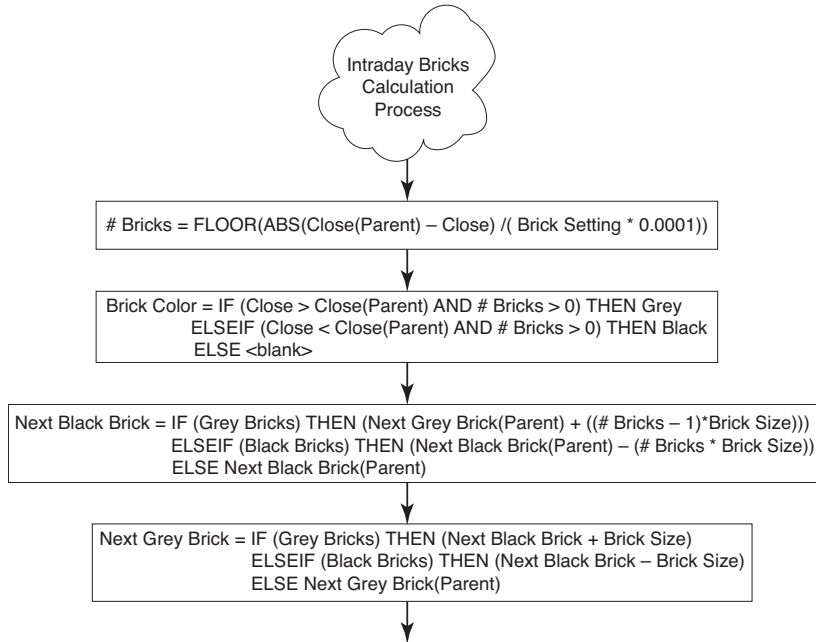 Intraday Bricks
Calculation
Process
# Bricks = FLOOR(ABS(Close(Parent) – Close) /( Brick Setting * 0.0001))
Brick Color = IF (Close > Close(Parent) AND # Bricks > 0) THEN Grey
ELSEIF (Close < Close(Parent) AND # Bricks > 0) THEN Black
ELSE <blank>
Next Black Brick = IF (Grey Bricks) THEN (Next Grey Brick(Parent) + ((# Bricks – 1)*Brick Size)))
ELSEIF (Black Bricks) THEN (Next Black Brick(Parent) – (# Bricks * Brick Size))
ELSE Next Black Brick(Parent)
Next Grey Brick = IF (Grey Bricks) THEN (Next Black Brick + Brick Size)
ELSEIF (Black Bricks) THEN (Next Black Brick – Brick Size)
ELSE Next Grey Brick(Parent)